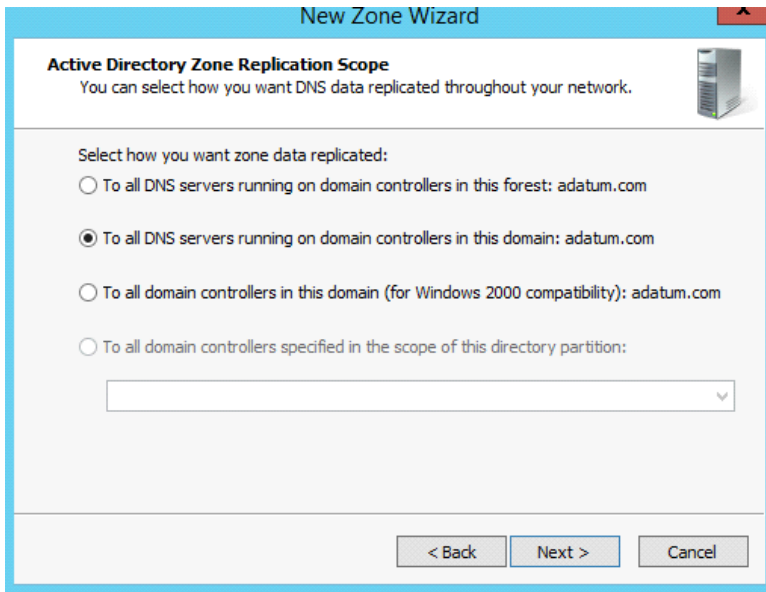 New Zone Wizard
x
Active Directory Zone Replication Scope
You can select how you want DNS data replicated throughout your network.
Select how you want zone data replicated:
To all DNS servers running on domain controllers in this forest: adatum.com
To all DNS servers running on domain controllers in this domain: adatum.com
To all domain controllers in this domain (for Windows 2000 compatibility): adatum.com
To all domain controllers specified in the scope of this directory partition:
< Back Next > Cancel